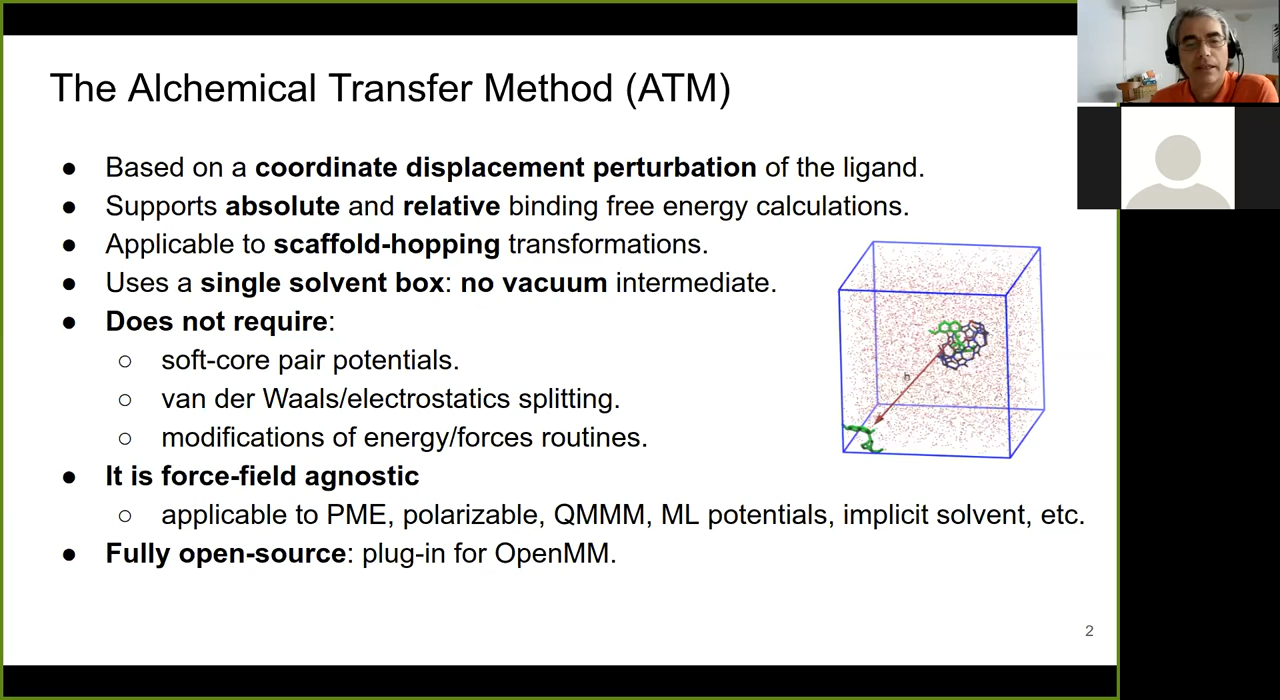 The Alchemical Transfer Method (ATM)
● Based on a coordinate displacement perturbation of the ligand.
● Supports absolute and relative binding free energy calculations.
● Applicable to scaffold-hopping transformations.
● Uses a single solvent box: no vacuum intermediate.
● Does not require:
○ soft-core pair potentials.
○ van der Waals/electrostatics splitting.
○ modifications of energy/forces routines.
● It is force-field agnostic
○ applicable to PME, polarizable, QMMM, ML potentials, implicit solvent, etc.
● Fully open-source: plug-in for OpenMM.
h
2